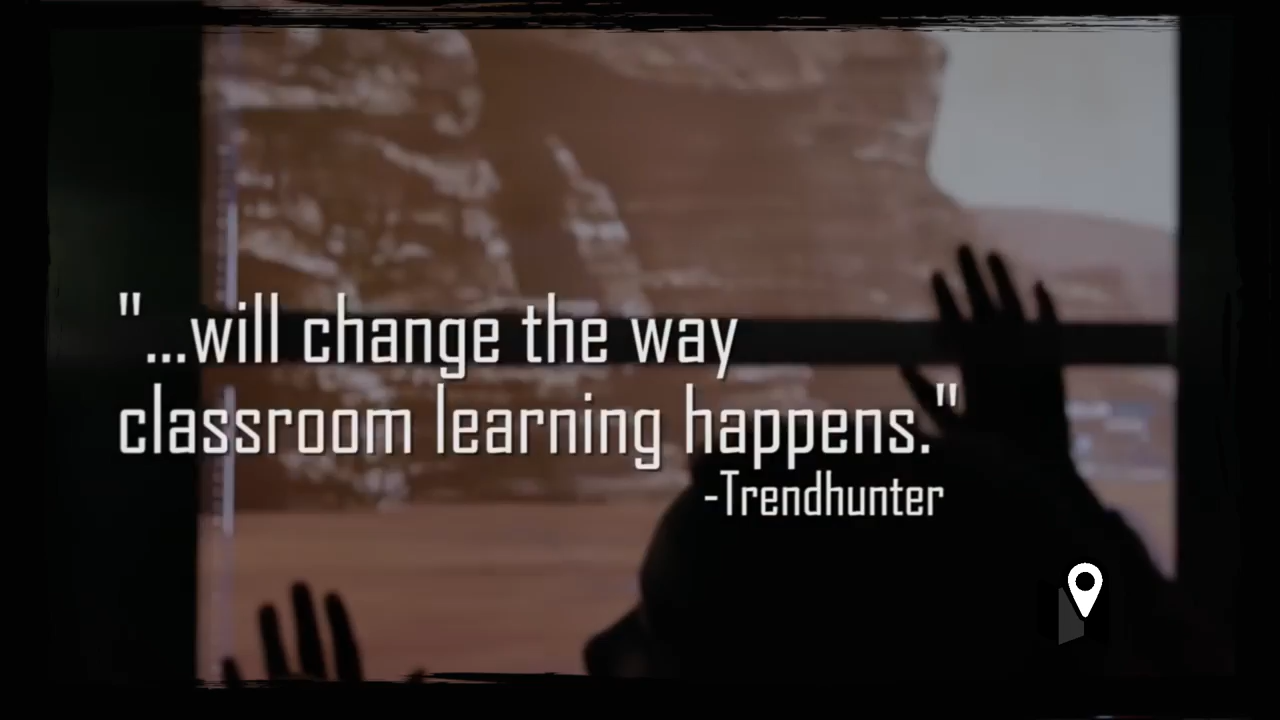 "...will change the way
classroom learning happens."
-Trendhunter